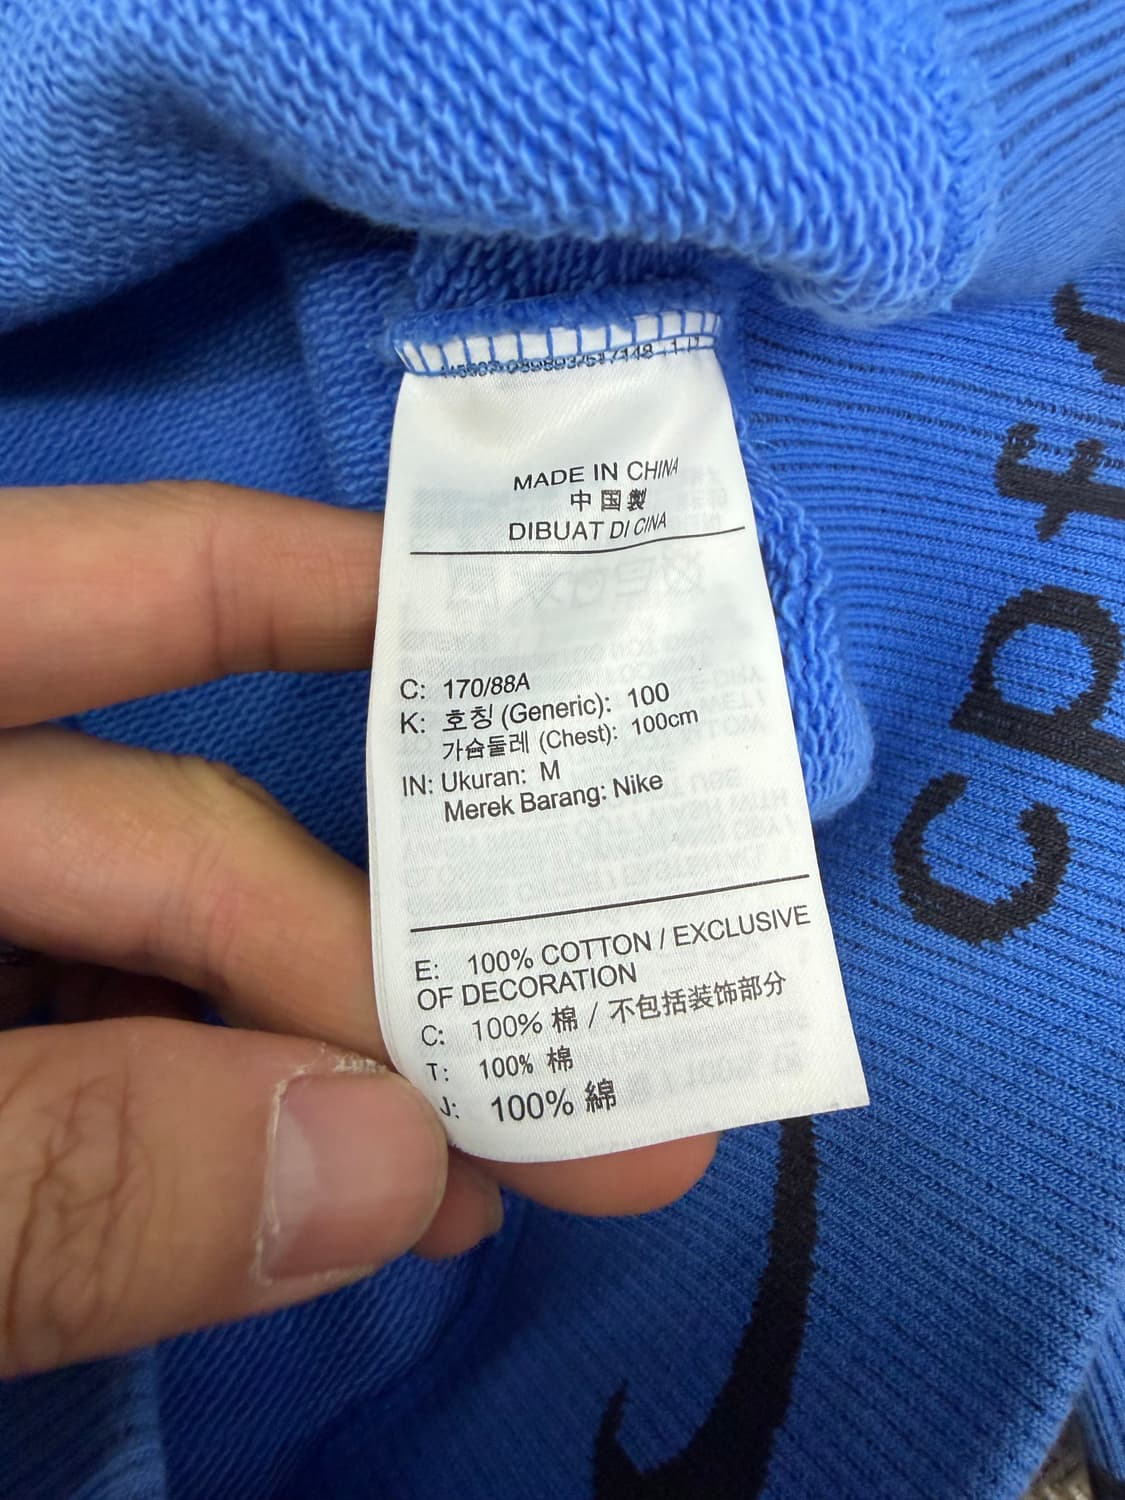 MADE IN CHINA
中国製
DIBUAT DI CINA
C: 170/88A
K: 호칭 (Generic): 100
가슴둘레 (Chest): 100cm
IN: Ukuran: M
Merek Barang: Nike
E: 100% COTTON / EXCLUSIVE
OF DECORATION
C: 100% 棉 / 不包括装饰部分
T: 100% 棉
J: 100% 綿
cpf